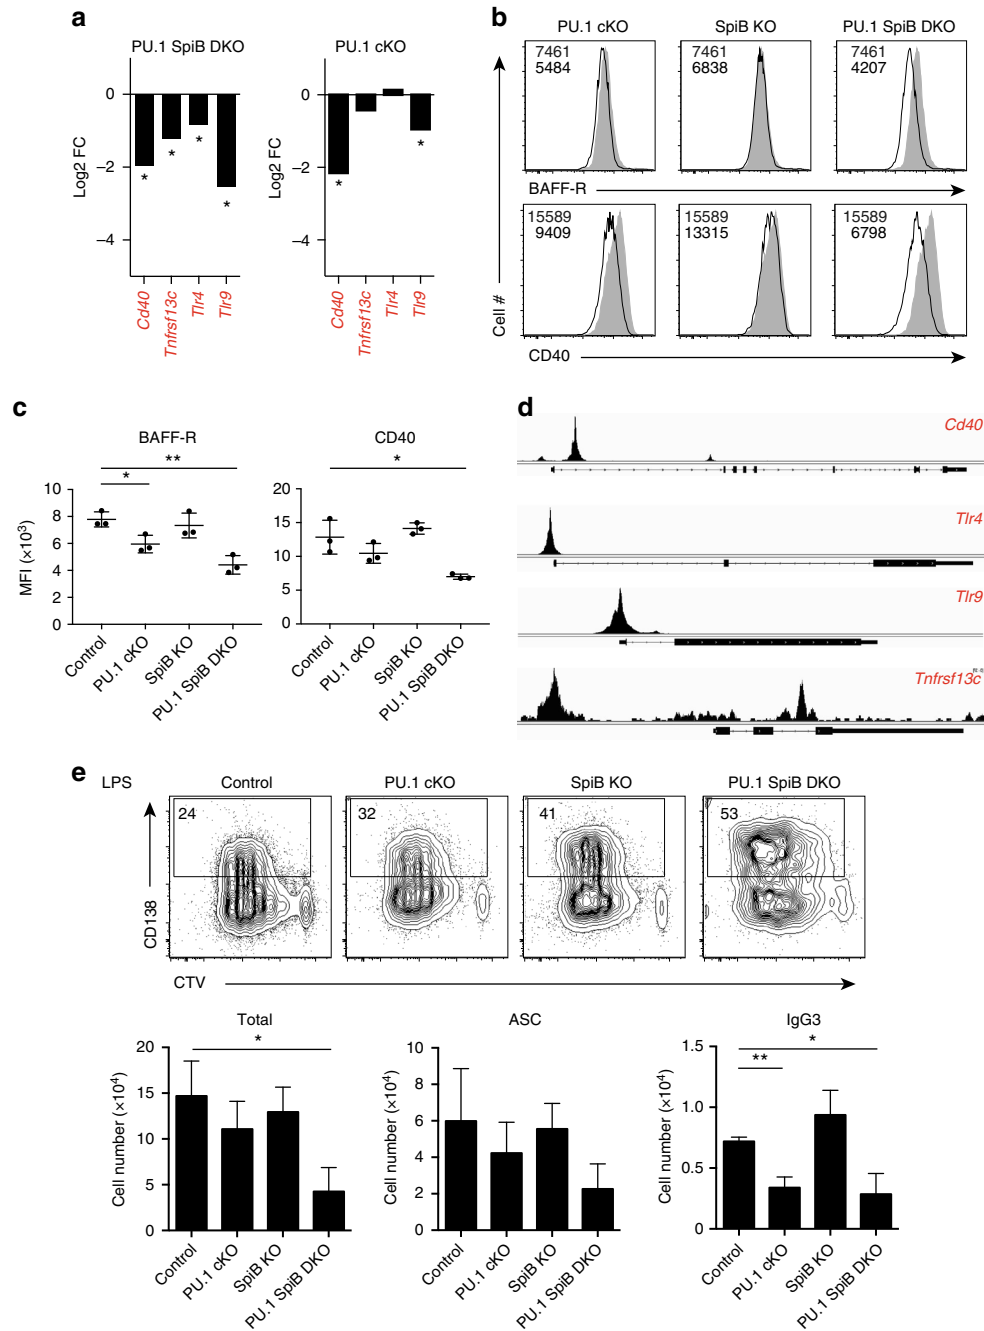 a
PU.1 SpiB DKO
PU.1 cKO
Log2 FC
0
−2
−4
Cd40
Tnfrsf13c
Tlr4
Tlr9
* * * *
Log2 FC
0
−2
−4
Cd40
Tnfrsf13c
Tlr4
Tlr9
* *
b
PU.1 cKO
SpiB KO
PU.1 SpiB DKO
7461
5484
7461
6838
7461
4207
BAFF-R
15589
9409
15589
13315
15589
6798
Cell #
CD40
c
BAFF-R
**
*
MFI (×10³)
10
8
6
4
2
0
Control
PU.1 cKO
SpiB KO
PU.1 SpiB DKO
CD40
*
20
15
10
5
0
Control
PU.1 cKO
SpiB KO
PU.1 SpiB DKO
d
Cd40
Tlr4
Tlr9
Tnfrsf13c
e
LPS
Control
PU.1 cKO
SpiB KO
PU.1 SpiB DKO
24
32
41
53
CD138
CTV
Total
*
Cell number (×10⁴)
20
15
10
5
0
Control
PU.1 cKO
SpiB KO
PU.1 SpiB DKO
ASC
Cell number (×10⁴)
10
8
6
4
2
0
Control
PU.1 cKO
SpiB KO
PU.1 SpiB DKO
IgG3
*
**
Cell number (×10⁴)
1.5
1.0
0.5
0
Control
PU.1 cKO
SpiB KO
PU.1 SpiB DKO